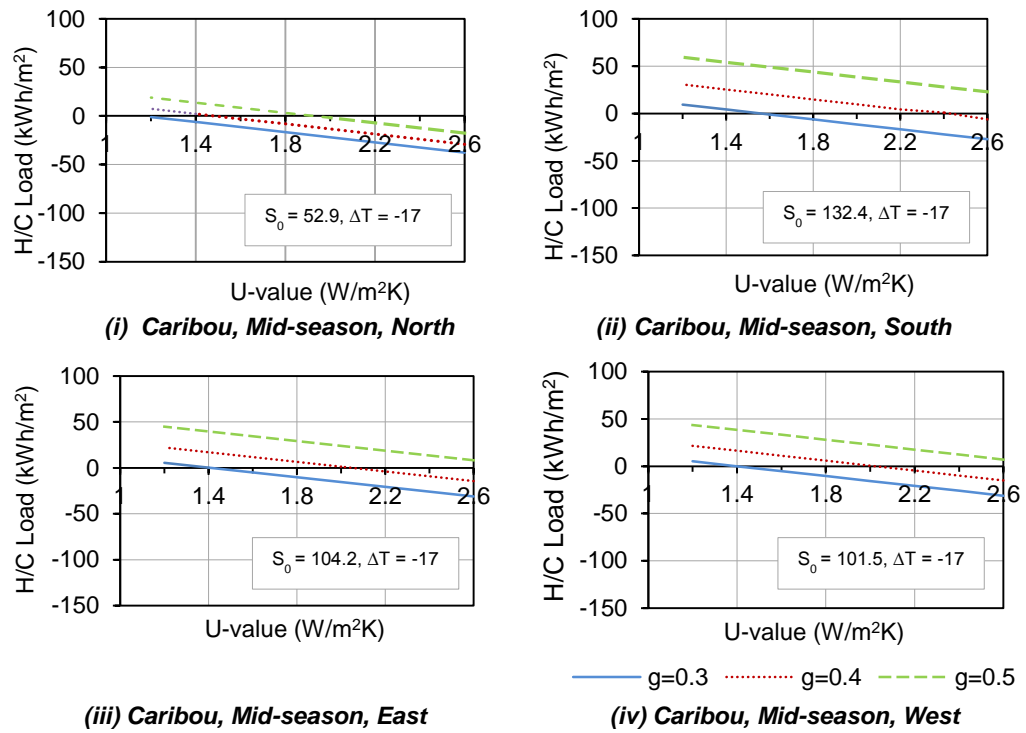 100
50
0
-50
-100
-150
H/C Load (kWh/m²)
1.4
1.8
2.2
2.6
S₀ = 52.9, ΔT = -17
U-value (W/m²K)
(i) Caribou, Mid-season, North
100
50
0
-50
-100
-150
H/C Load (kWh/m²)
1
1.4
1.8
2.2
2.6
S₀ = 132.4, ΔT = -17
U-value (W/m²K)
(ii) Caribou, Mid-season, South
100
50
0
-50
-100
-150
H/C Load (kWh/m²)
1
1.4
1.8
2.2
2.6
S₀ = 104.2, ΔT = -17
U-value (W/m²K)
(iii) Caribou, Mid-season, East
100
50
0
-50
-100
-150
H/C Load (kWh/m²)
1
1.4
1.8
2.2
2.6
S₀ = 101.5, ΔT = -17
U-value (W/m²K)
g=0.3 g=0.4 g=0.5
(iv) Caribou, Mid-season, West